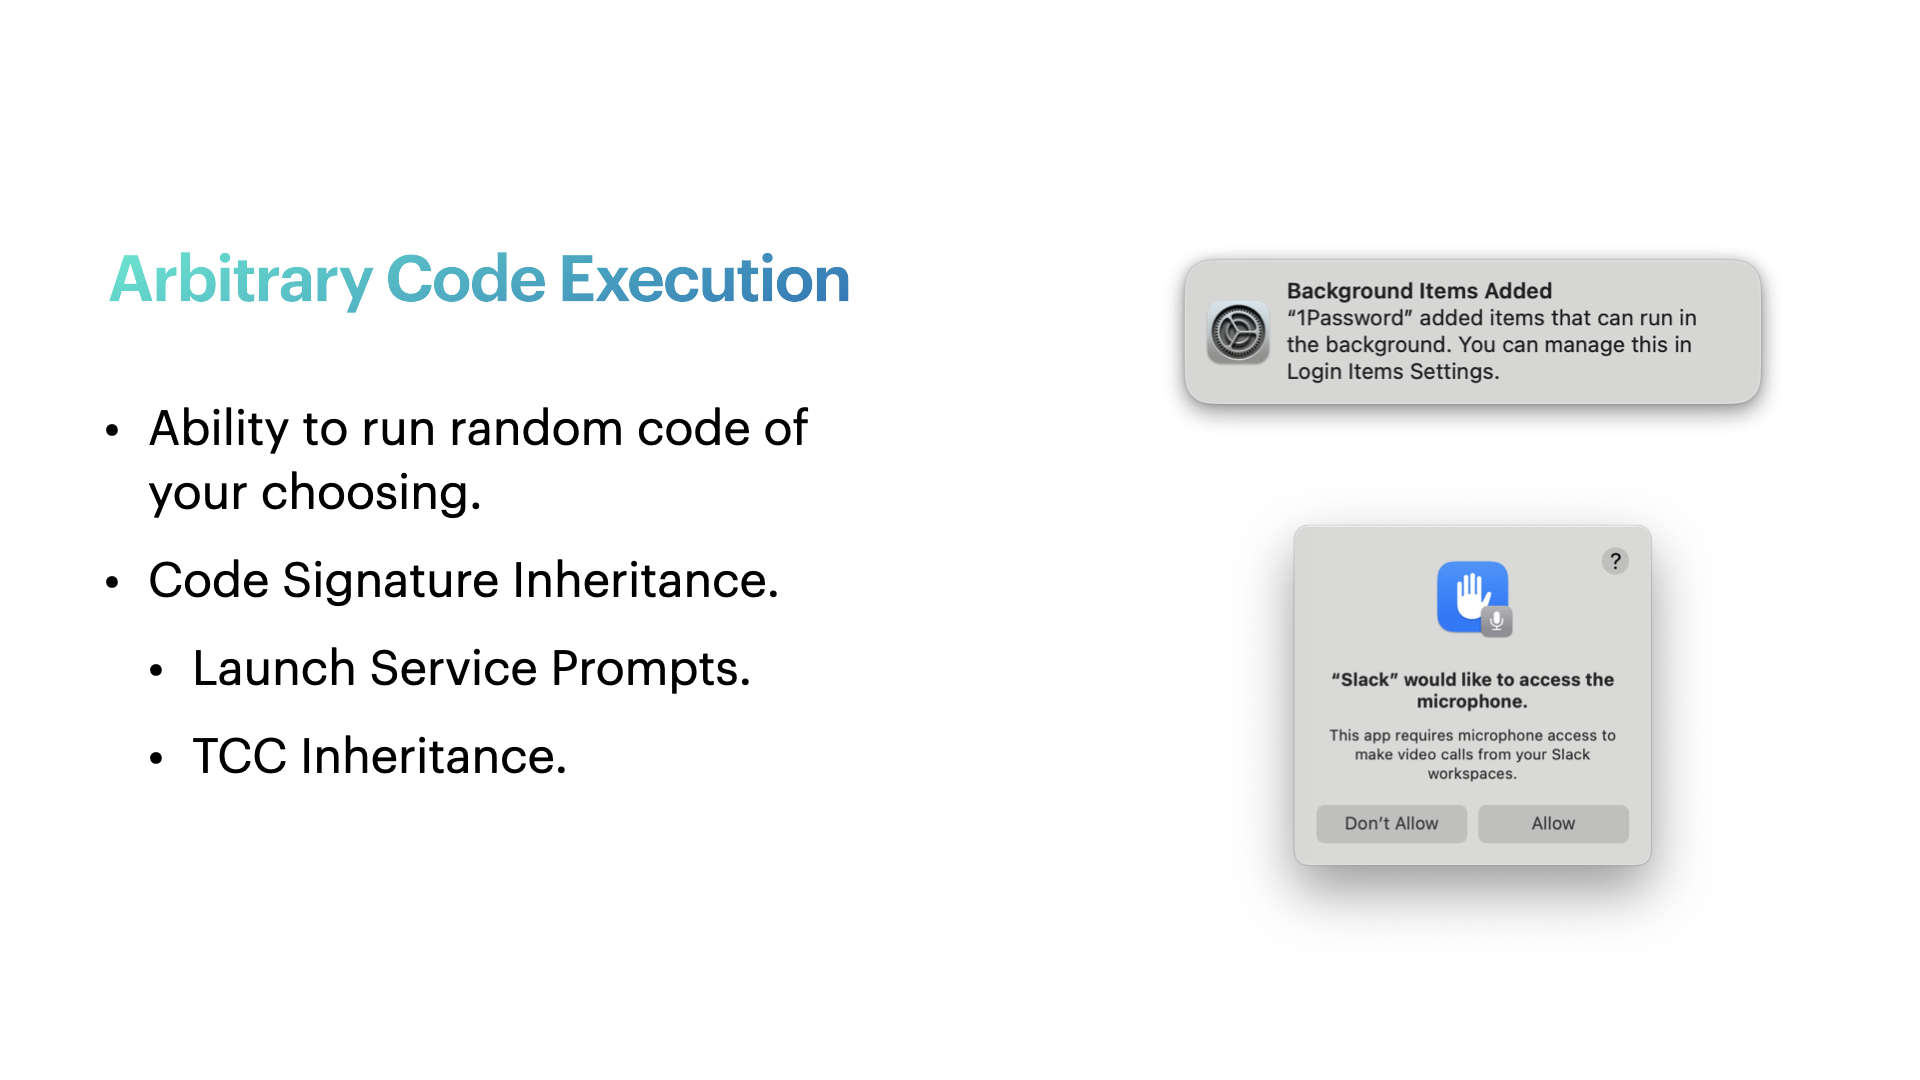 Arbitrary Code Execution
• Ability to run random code of
your choosing.
• Code Signature Inheritance.
• Launch Service Prompts.
• TCC Inheritance.
Background Items Added
“1Password” added items that can run in
the background. You can manage this in
Login Items Settings.
?
“Slack” would like to access the
microphone.
This app requires microphone access to
make video calls from your Slack
workspaces.
Don’t Allow
Allow